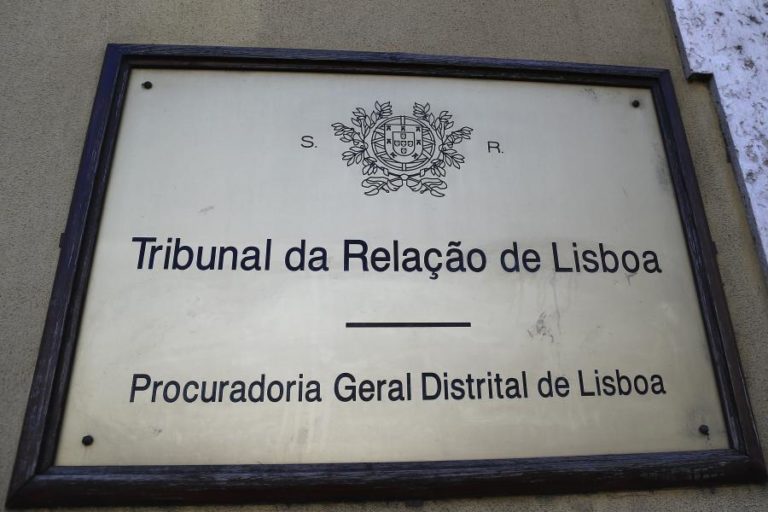 S. R.
Tribunal da Relação de Lisboa
Procuradoria Geral Distrital de Lisboa